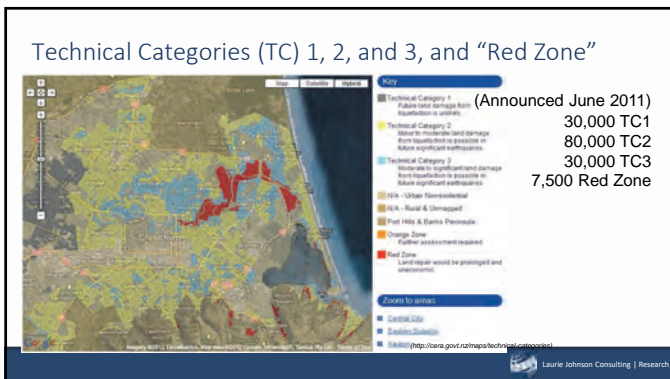 Technical Categories (TC) 1, 2, and 3, and “Red Zone”
Map
Satellite
Hybrid
Christchurch
Google
Key
Technical Category 1
Future land damage from
liquefaction is unlikely.
Technical Category 2
Minor to moderate land damage
from liquefaction is possible in
future significant earthquakes
Technical Category 3
Moderate to significant land damage
from liquefaction is possible in
future significant earthquakes
N/A - Urban Nonresidential
N/A - Rural & Unmapped
Port Hills & Banks Peninsula
Orange Zone
Further assessment required
Red Zone
Land repair would be prolonged and
uneconomic.
Zoom to areas
Central City
Eastern Suburbs
(http://cera.govt.nz/maps/technical-categories)
(Announced June 2011)
30,000 TC1
80,000 TC2
30,000 TC3
7,500 Red Zone
Laurie Johnson Consulting | Research